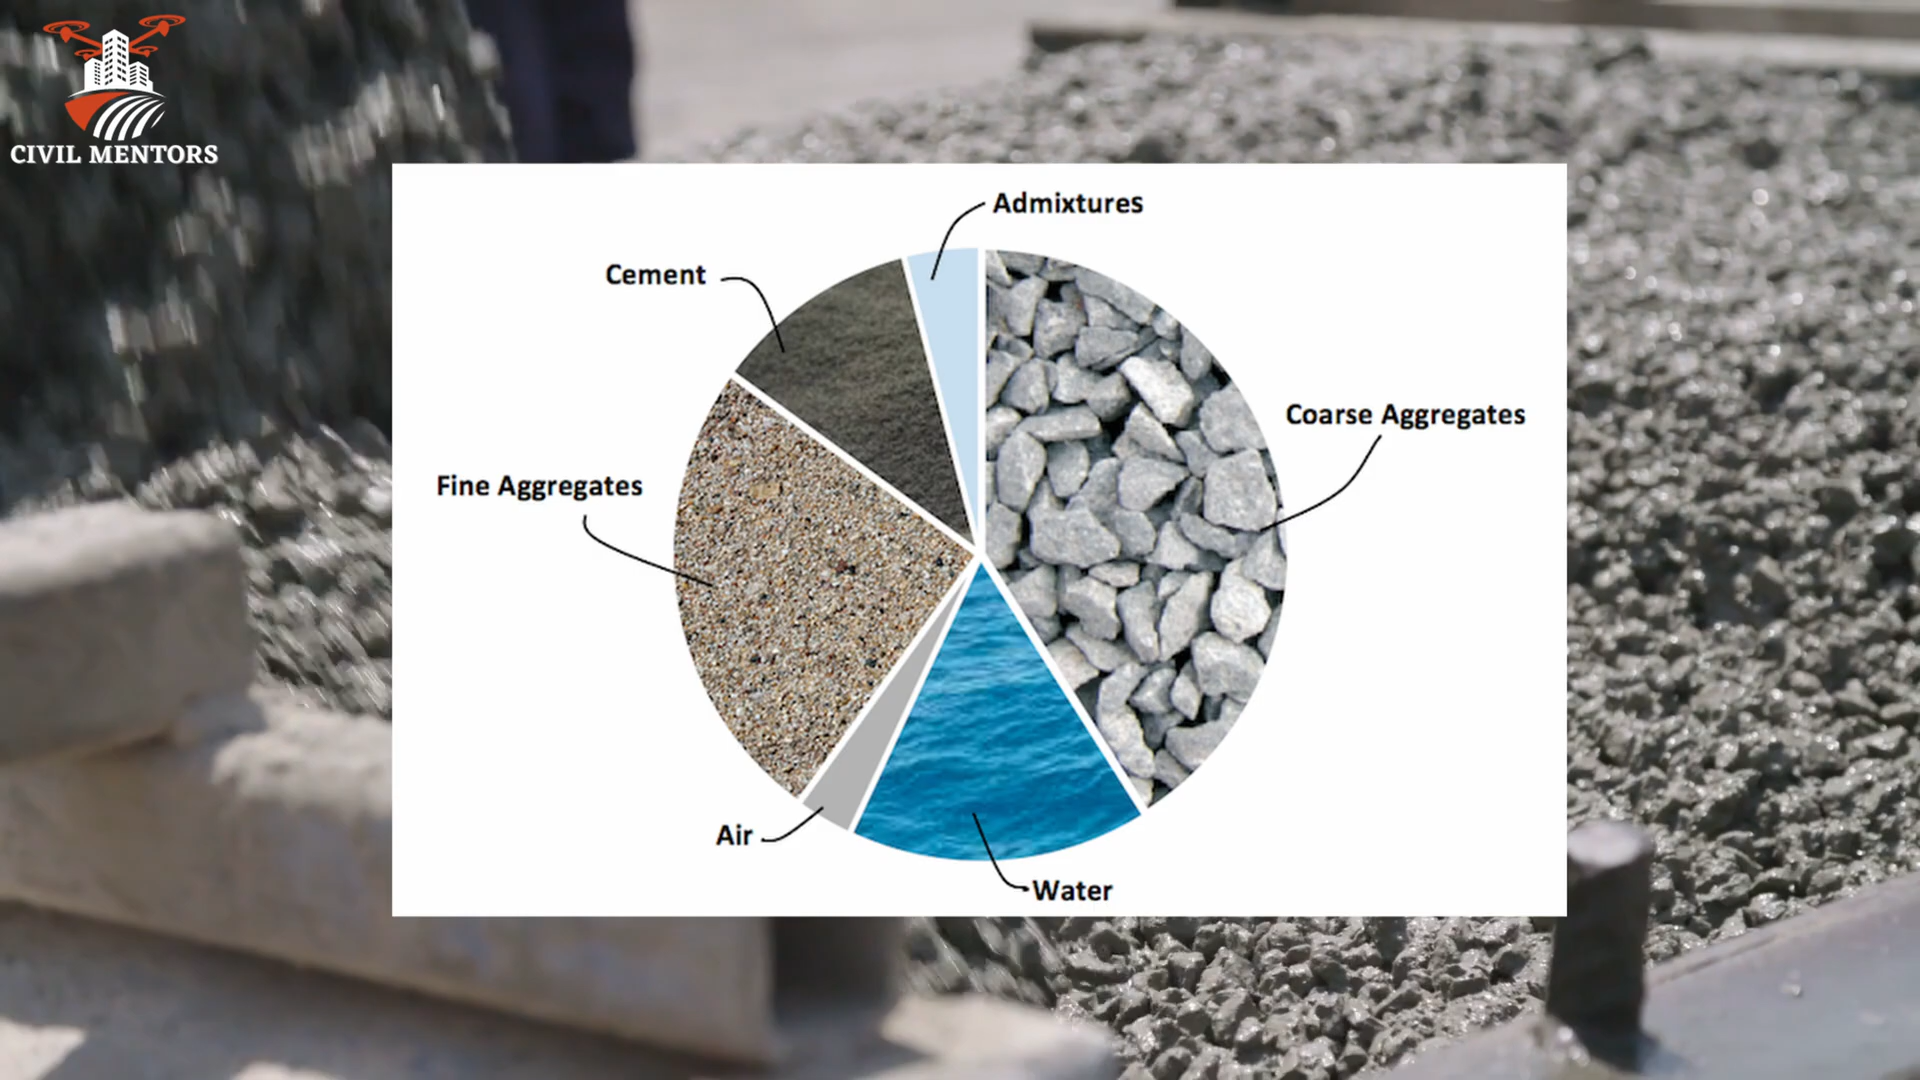 CIVIL MENTORS
Admixtures
Cement
Coarse Aggregates
Fine Aggregates
Air
Water